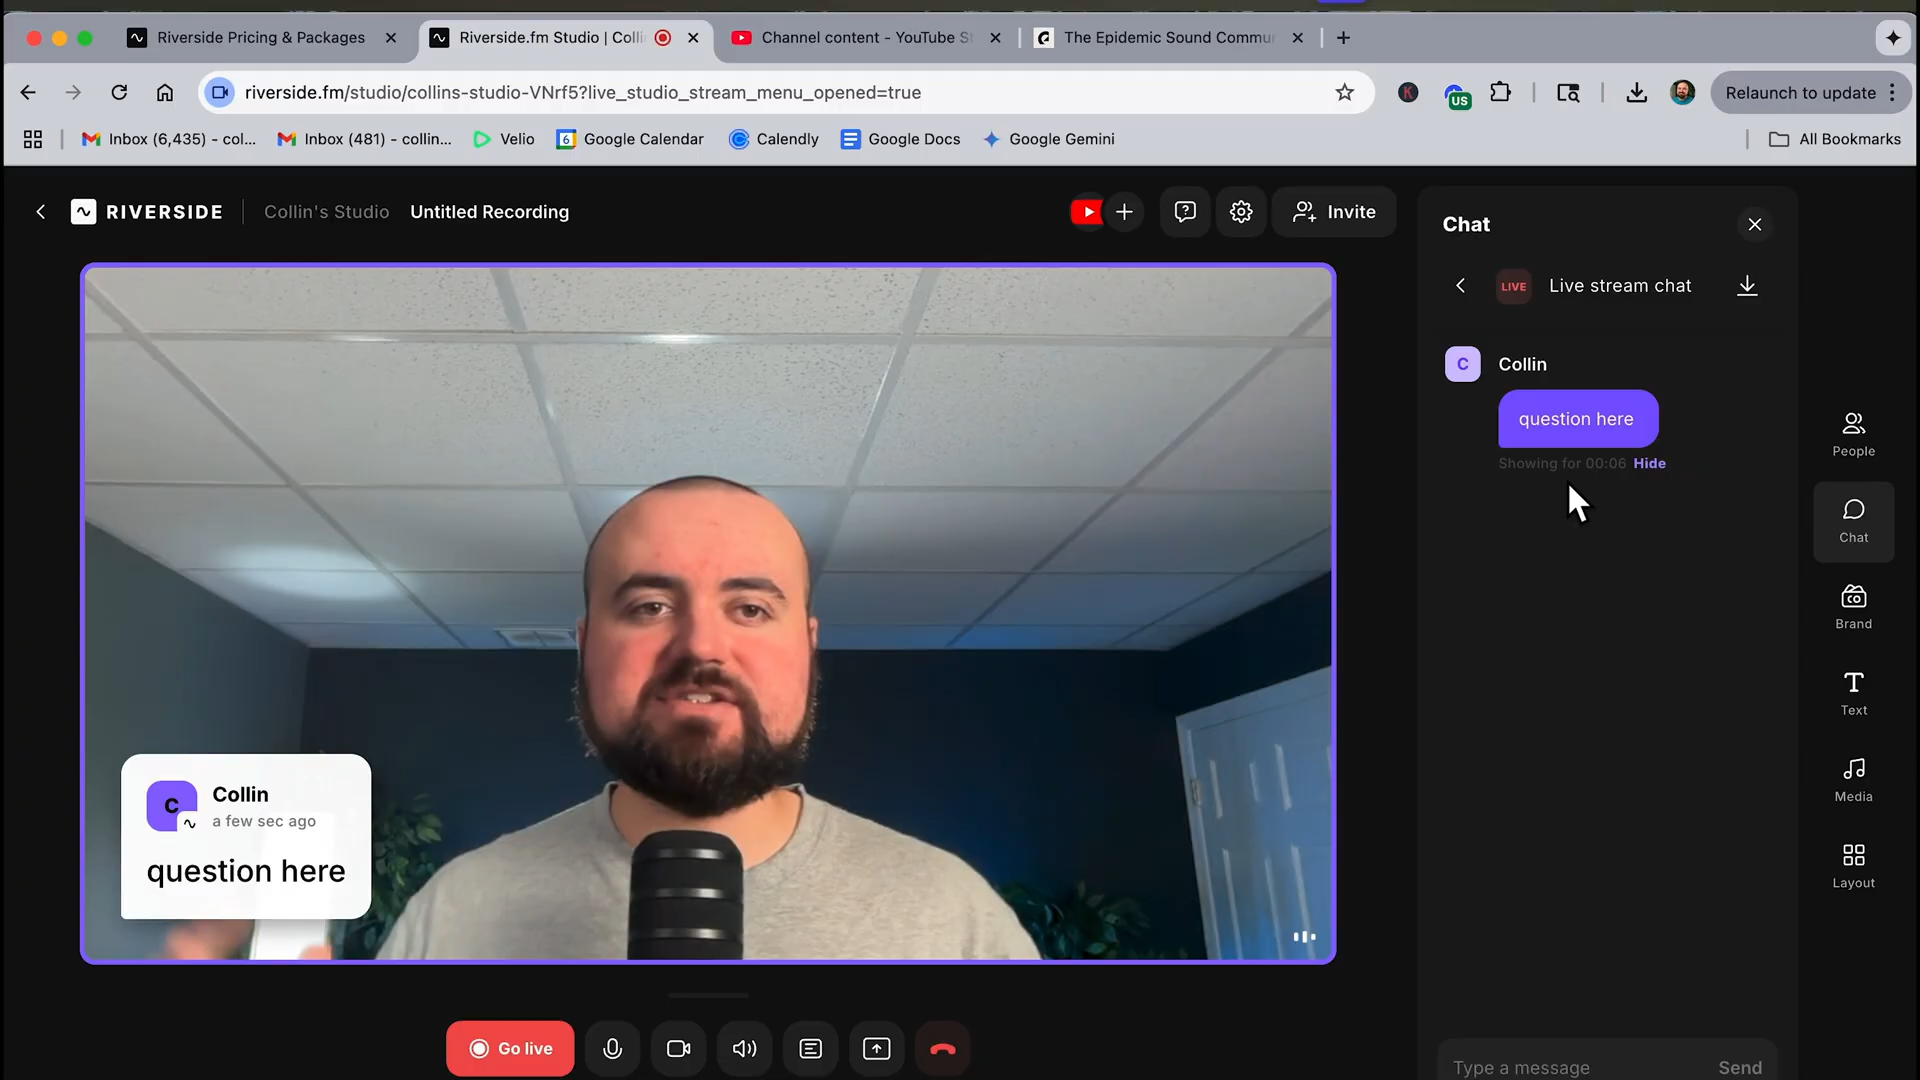 Riverside Pricing & Packages
Riverside.fm Studio | Colli
Channel content - YouTube S
The Epidemic Sound Commu
riverside.fm/studio/collins-studio-VNrf5?live_studio_stream_menu_opened=true
K
US
Relaunch to update
Inbox (6,435) - col...
Inbox (481) - collin...
Velio
6
Google Calendar
Calendly
Google Docs
Google Gemini
All Bookmarks
RIVERSIDE
Collin's Studio
Untitled Recording
Invite
Chat
LIVE
Live stream chat
C
Collin
question here
Showing for 00:06 Hide
People
Chat
Brand
Text
Media
Layout
C
Collin
a few sec ago
question here
Go live
Type a message
Send